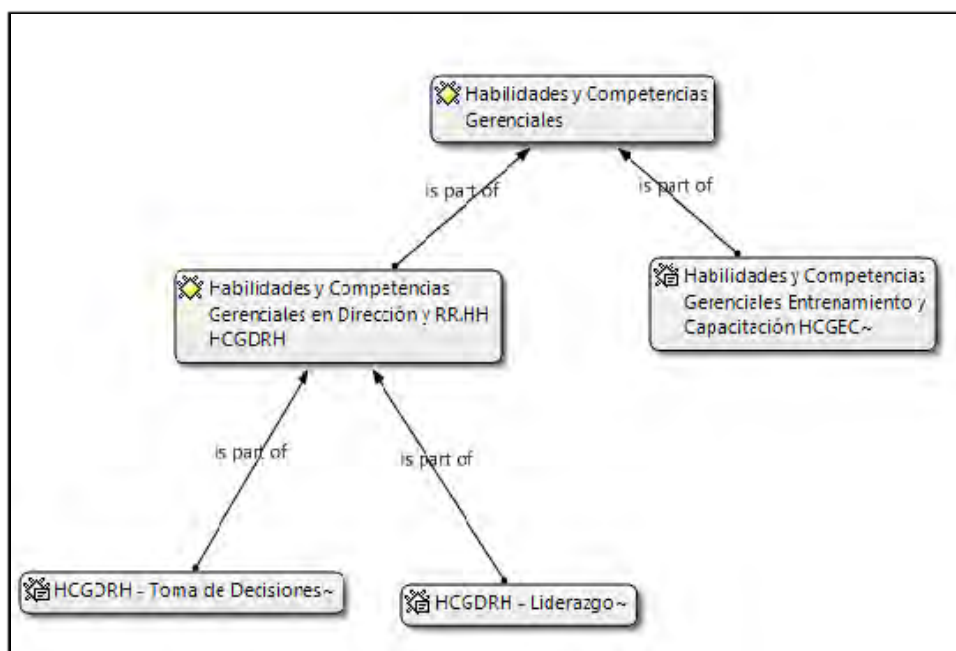 Habilidades y Competencias
Gerenciales
is part of
is part of
Habilidades y Competencias
Gerenciales en Dirección y RR.HH
HCGDRH
Habilidades y Competencias
Gerenciales Entrenamiento y
Capacitación HCGEC~
is part of
is part of
HCGDRH - Toma de Decisiones~
HCGDRH - Liderazgo~